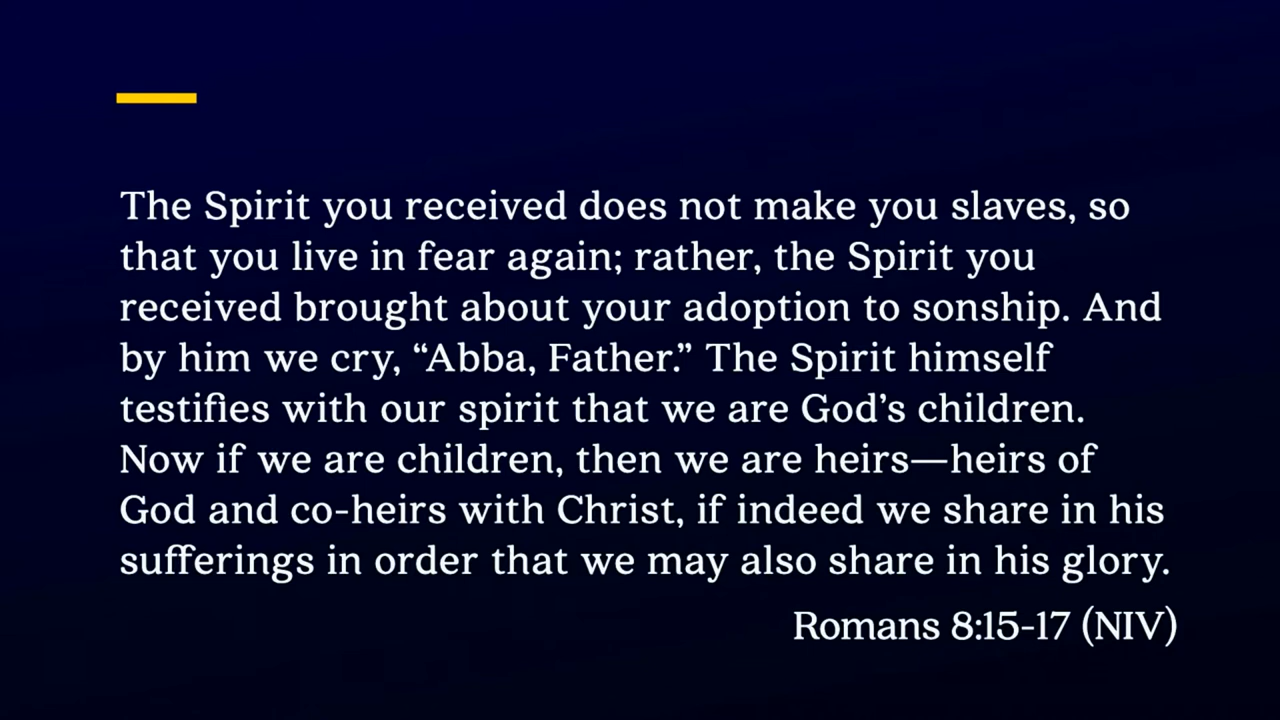 The Spirit you received does not make you slaves, so
that you live in fear again; rather, the Spirit you
received brought about your adoption to sonship. And
by him we cry, “Abba, Father.” The Spirit himself
testifies with our spirit that we are God’s children.
Now if we are children, then we are heirs—heirs of
God and co-heirs with Christ, if indeed we share in his
sufferings in order that we may also share in his glory.
Romans 8:15-17 (NIV)